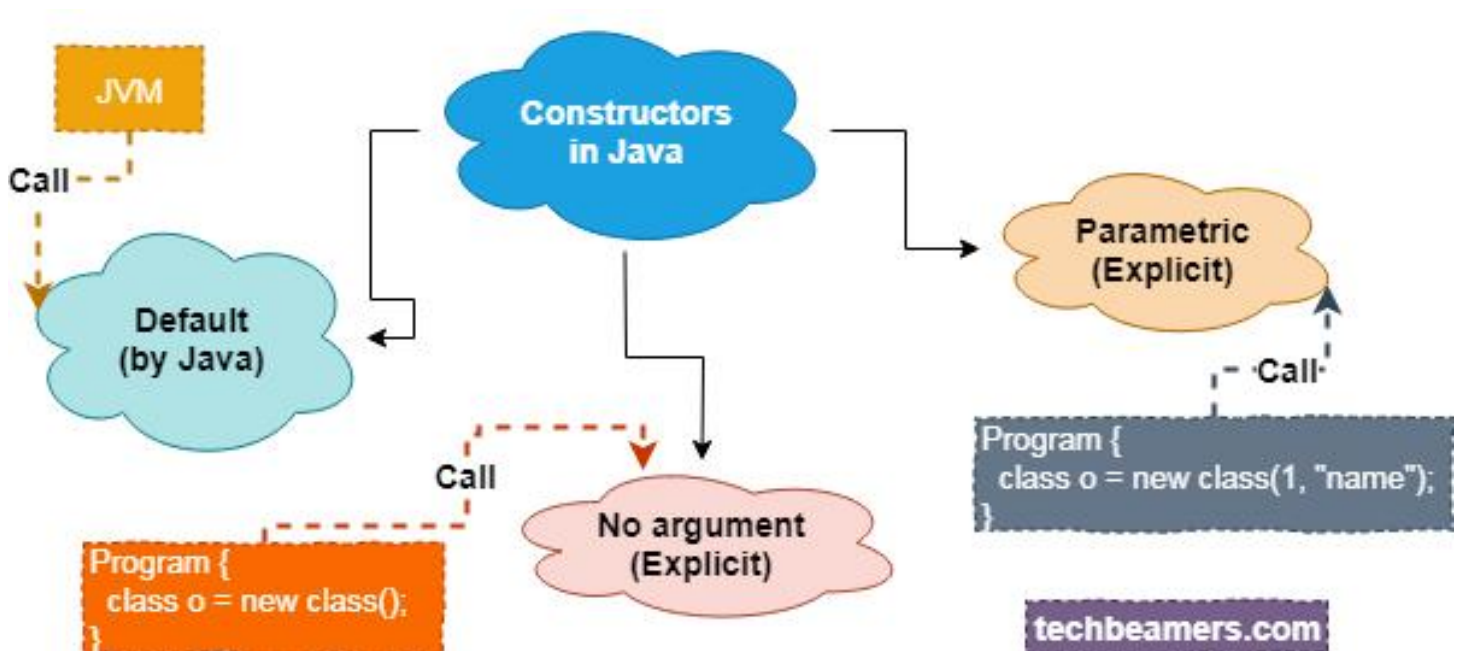 JVM
Call
Constructors
in Java
Default
(by Java)
Parametric
(Explicit)
Call
Program {
class o = new class(1, "name");
}
Call
No argument
(Explicit)
Program {
class o = new class();
}
techbeamers.com